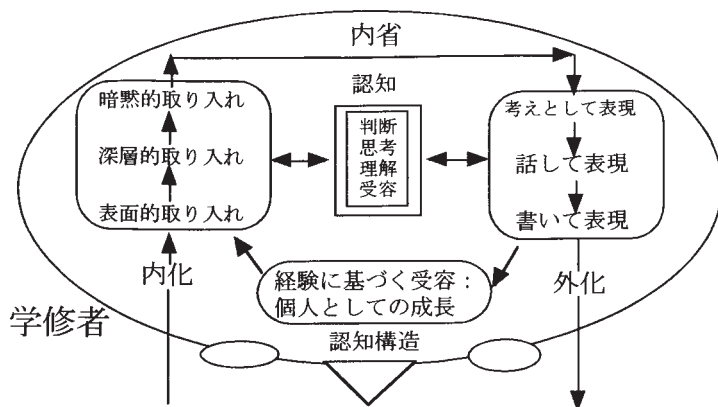 内省
認知
暗黙的取り入れ
深層的取り入れ
表面的取り入れ
判断
思考
理解
受容
考えとして表現
話して表現
書いて表現
内化
経験に基づく受容:
個人としての成長
外化
学修者
認知構造